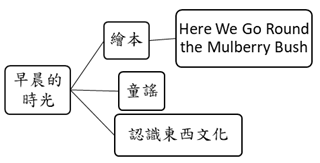 早晨的
時光
繪本
Here We Go Round
the Mulberry Bush
童謠
認識東西文化